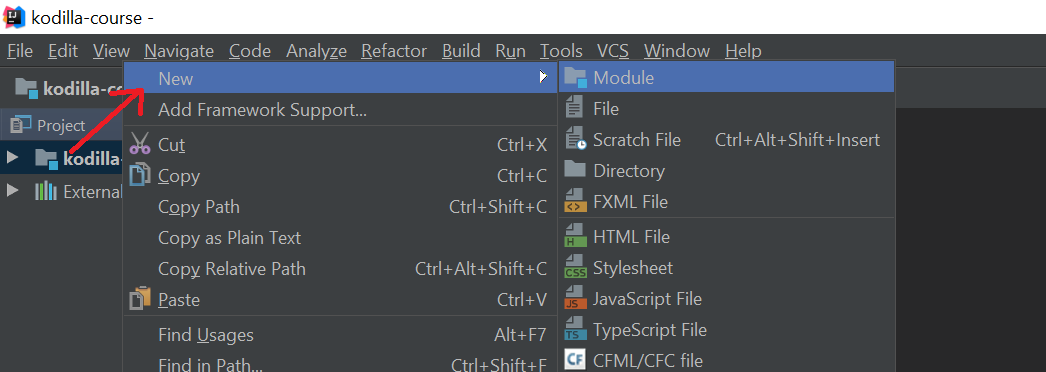 kodilla-course -
File Edit View Navigate Code Analyze Refactor Build Run Tools VCS Window Help
kodilla-co
Project
kodilla-
External
New
Add Framework Support...
Cut Ctrl+X
Copy Ctrl+C
Copy Path Ctrl+Shift+C
Copy as Plain Text
Copy Relative Path Ctrl+Alt+Shift+C
Paste Ctrl+V
Find Usages Alt+F7
Find in Path... Ctrl+Shift+F
Module
File
Scratch File Ctrl+Alt+Shift+Insert
Directory
FXML File
HTML File
Stylesheet
JavaScript File
TypeScript File
CFML/CFC file